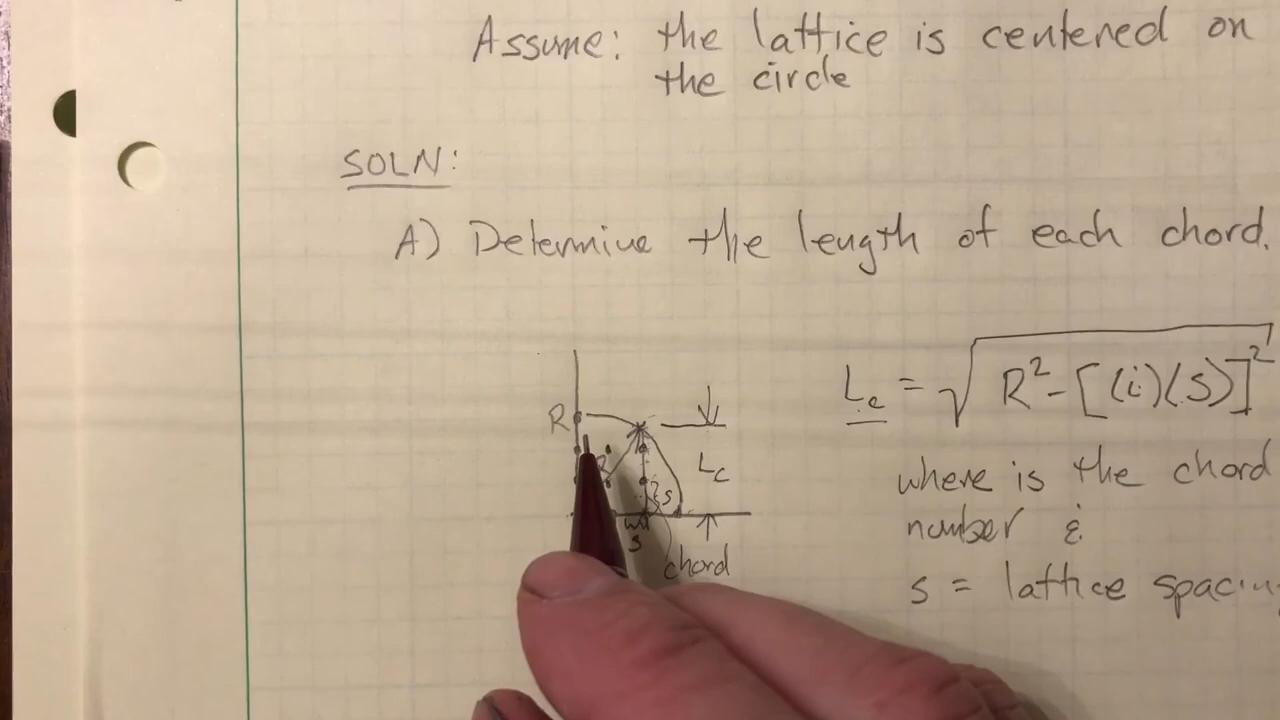 Assume: the lattice is centered on
the circle
SOLN:
A) Determine the length of each chord.
Lc = √R² - [(i)(s)]²
R
R
Lc
s
s
chord
where is the chord
number i
s = lattice spacing